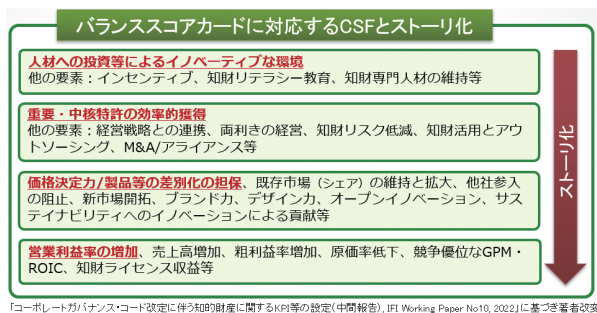 バランススコアカードに対応するCSFとストーリ化
人材への投資等によるイノベーティブな環境
他の要素：インセンティブ、知財リテラシー教育、知財専門人材の維持等
重要・中核特許の効率的獲得
他の要素：経営戦略との連携、両利きの経営、知財リスク低減、知財活用とアウ
トソーシング、M&A/アライアンス等
価格決定力/製品等の差別化の担保、既存市場（シェア）の維持と拡大、他社参入
の阻止、新市場開拓、ブランド力、デザイン力、オープンイノベーション、サス
テイナビリティへのイノベーションによる貢献等
営業利益率の増加、売上高増加、粗利益率増加、原価率低下、競争優位なGPM・
ROIC、知財ライセンス収益等
ストーリ化
「コーポレートガバナンス・コード改定に伴う知的財産に関するKPI等の設定(中間報告), IFI Working Paper No10, 2022」に基づき著者改変